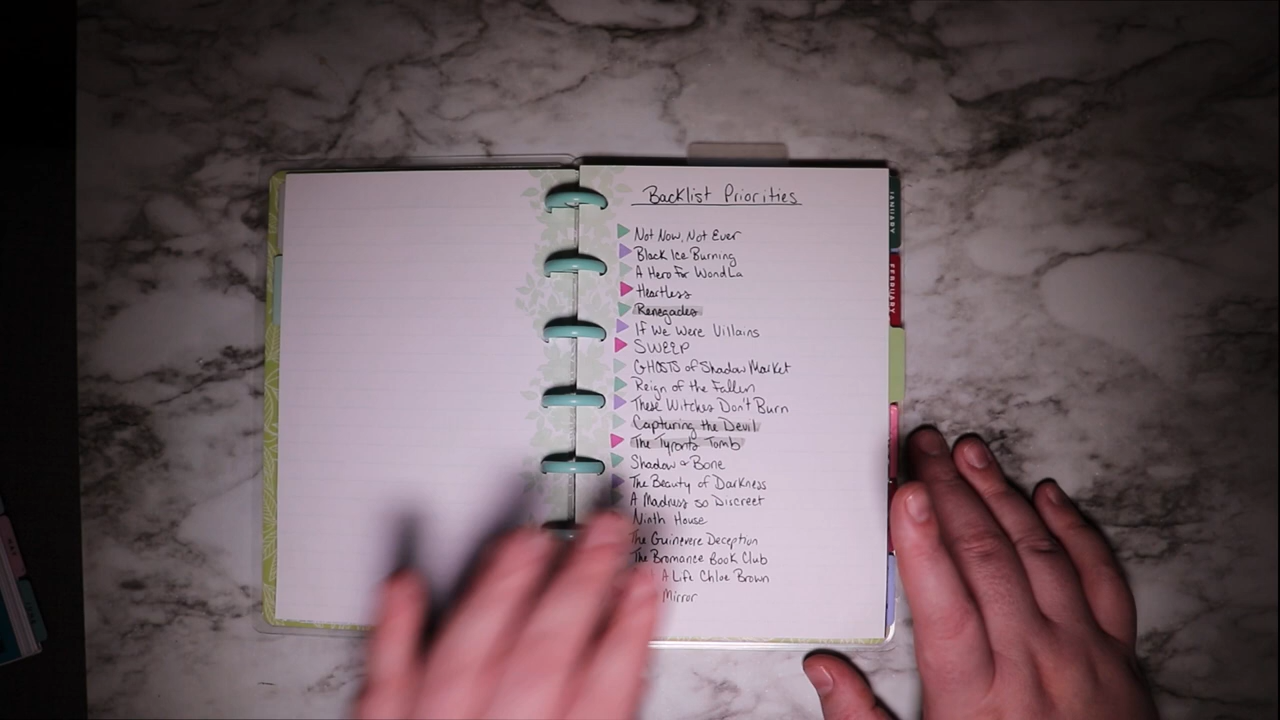 Backlist Priorities
Not Now, Not Ever
Black Ice Burning
A Hero For WondLa
Heartless
Renegades
If We Were Villains
SWEEP
GHOSTS of Shadow Market
Reign of the Fallen
These Witches Don't Burn
Capturing the Devil
The Tyrants Tomb
Shadow & Bone
The Beauty of Darkness
A Madness so Discreet
Ninth House
The Guinevere Deception
The Bromance Book Club
A Life Chloe Brown
Mirror
JANUARY
FEBRUARY